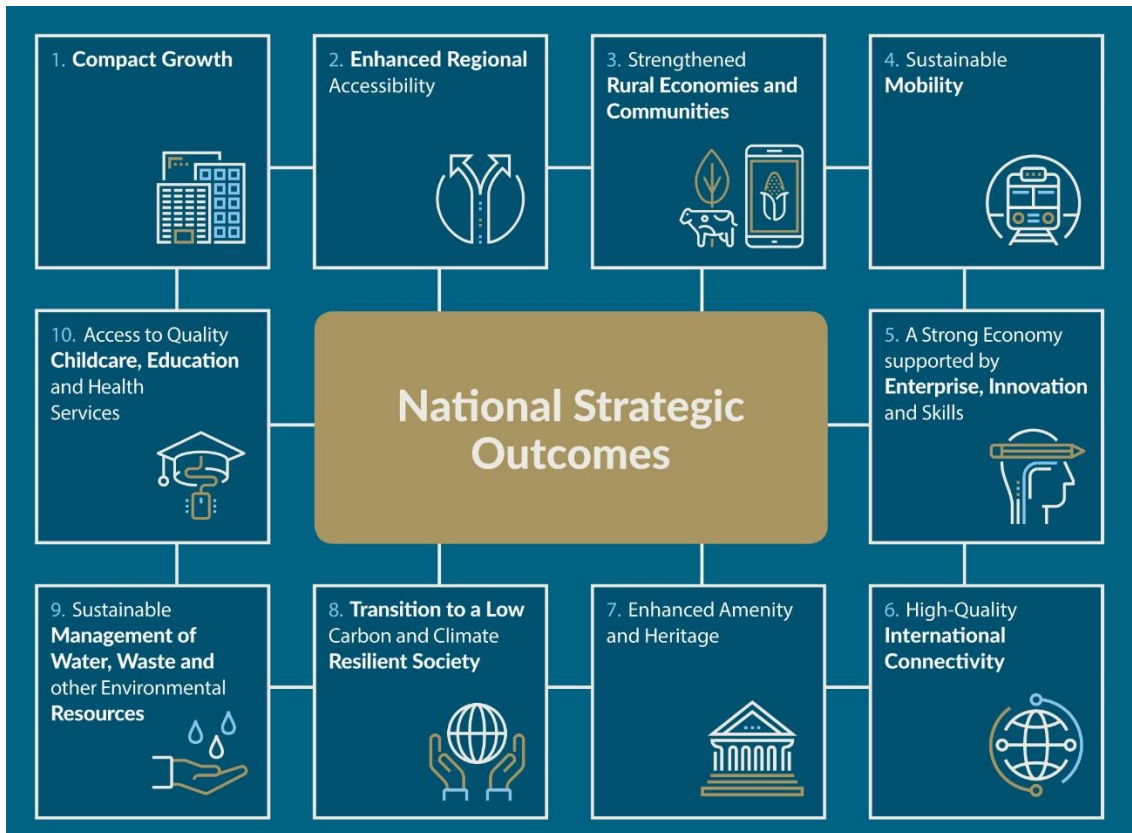 1. Compact Growth
2. Enhanced Regional
Accessibility
3. Strengthened
Rural Economies and
Communities
4. Sustainable
Mobility
10. Access to Quality
Childcare, Education
and Health
Services
National Strategic
Outcomes
5. A Strong Economy
supported by
Enterprise, Innovation
and Skills
9. Sustainable
Management of
Water, Waste and
other Environmental
Resources
8. Transition to a Low
Carbon and Climate
Resilient Society
7. Enhanced Amenity
and Heritage
6. High-Quality
International
Connectivity